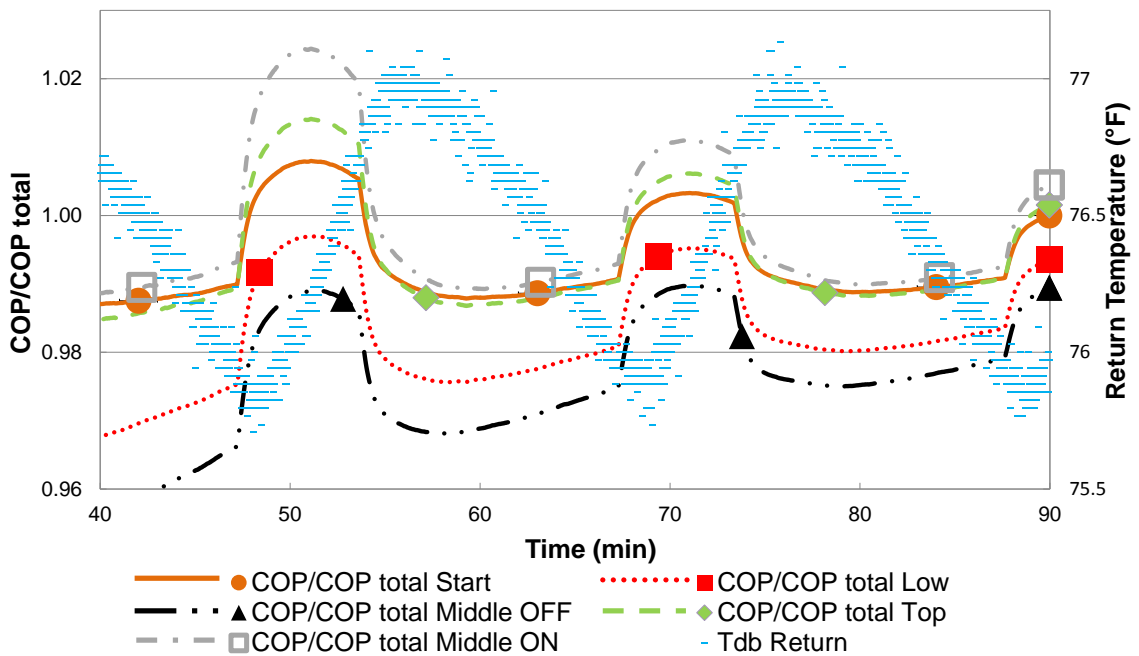 1.02
1.00
0.98
0.96
COP/COP total
77
76.5
76
75.5
Return Temperature (°F)
40 50 60 70 80 90
Time (min)
COP/COP total Start COP/COP total Low
COP/COP total Middle OFF COP/COP total Top
COP/COP total Middle ON Tdb Return